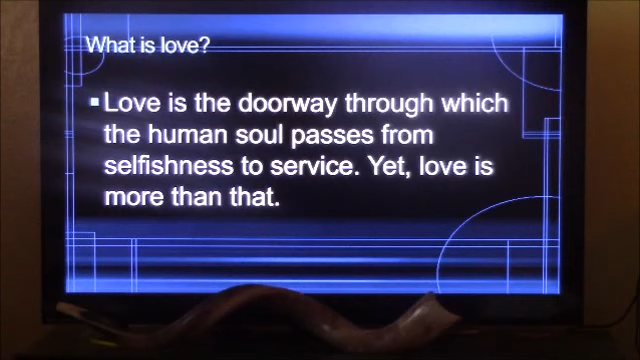 What is love?
Love is the doorway through which
the human soul passes from
selfishness to service. Yet, love is
more than that.